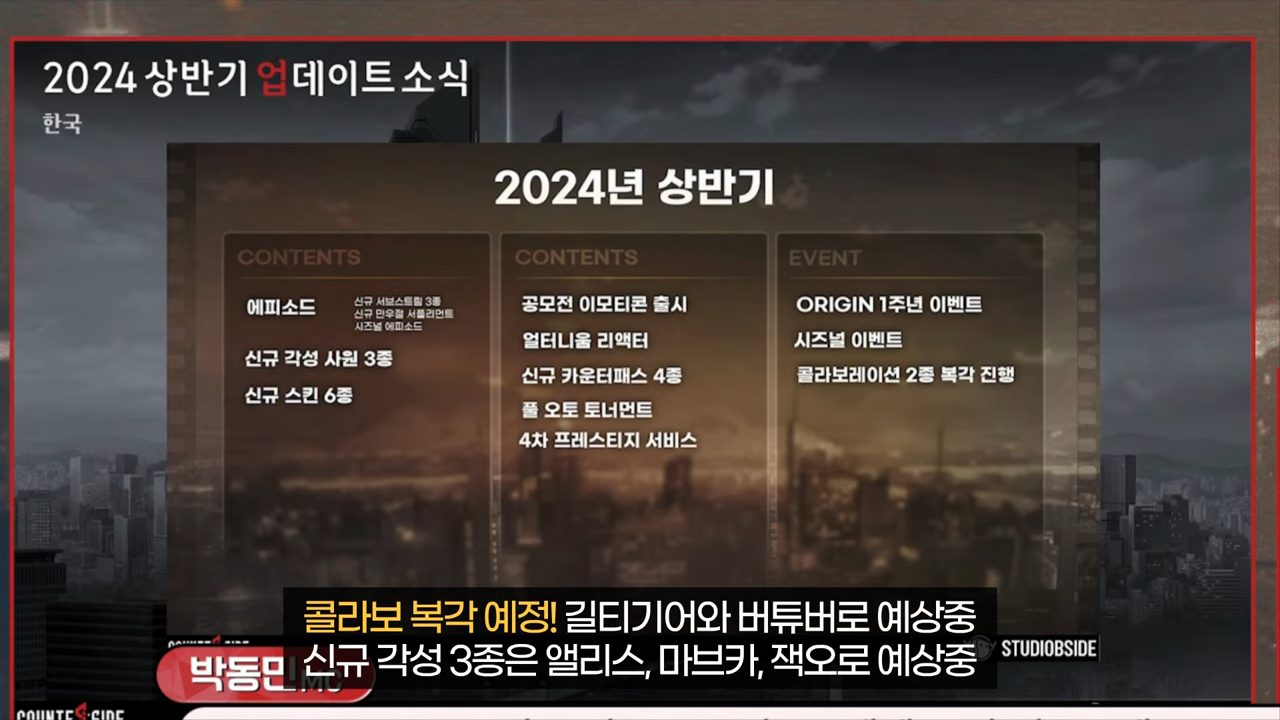 2024 상반기 업데이트 소식
한국
2024년 상반기
CONTENTS
에피소드
신규 서브스트림 3종
신규 만우절 서플리먼트
시즈널 에피소드
신규 각성 사원 3종
신규 스킨 6종
CONTENTS
공모전 이모티콘 출시
얼터니움 리액터
신규 카운터패스 4종
풀 오토 토너먼트
4차 프레스티지 서비스
EVENT
ORIGIN 1주년 이벤트
시즈널 이벤트
콜라보레이션 2종 복각 진행
콜라보 복각 예정! 길티기어와 버튜버로 예상중
신규 각성 3종은 앨리스, 마브카, 잭오로 예상중
STUDIOBSIDE
박동민 MC
COUNTER:SIDE